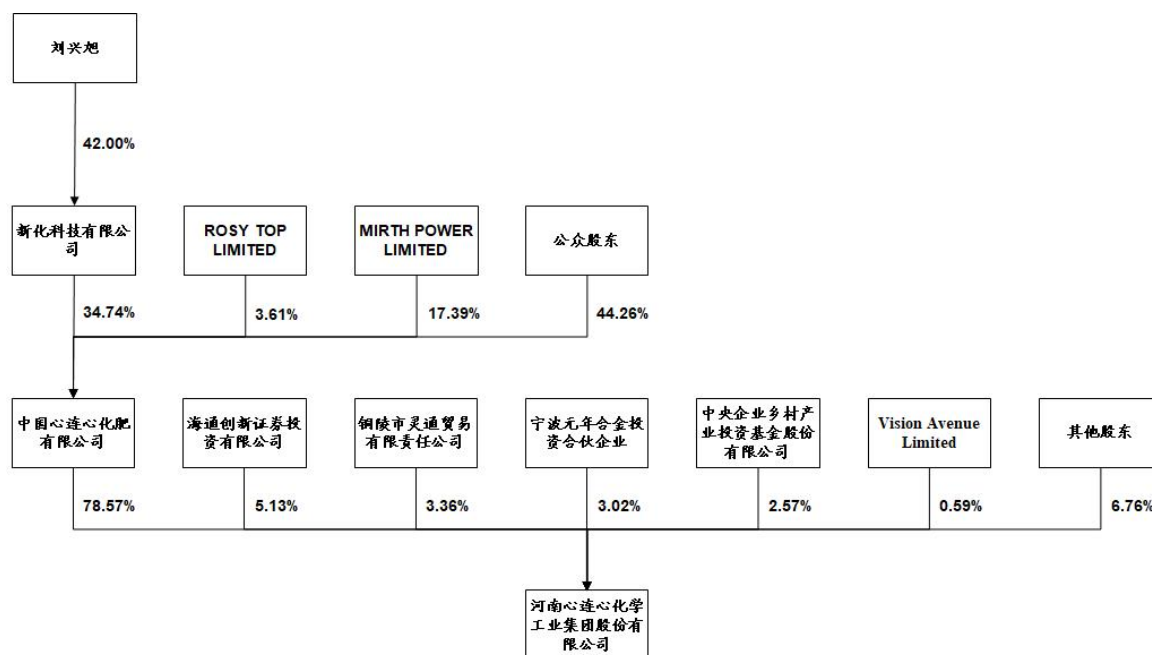 刘兴旭
42.00%
新化科技有限公
司
ROSY TOP
LIMITED
MIRTH POWER
LIMITED
公众股东
34.74%
3.61%
17.39%
44.26%
中国心连心化肥
有限公司
海通创新证券投
资有限公司
铜陵市灵通贸易
有限责任公司
宁波元年合金投
资合伙企业
中央企业乡村产
业投资基金股份
有限公司
Vision Avenue
Limited
其他股东
78.57%
5.13%
3.36%
3.02%
2.57%
0.59%
6.76%
河南心连心化学
工业集团股份有
限公司